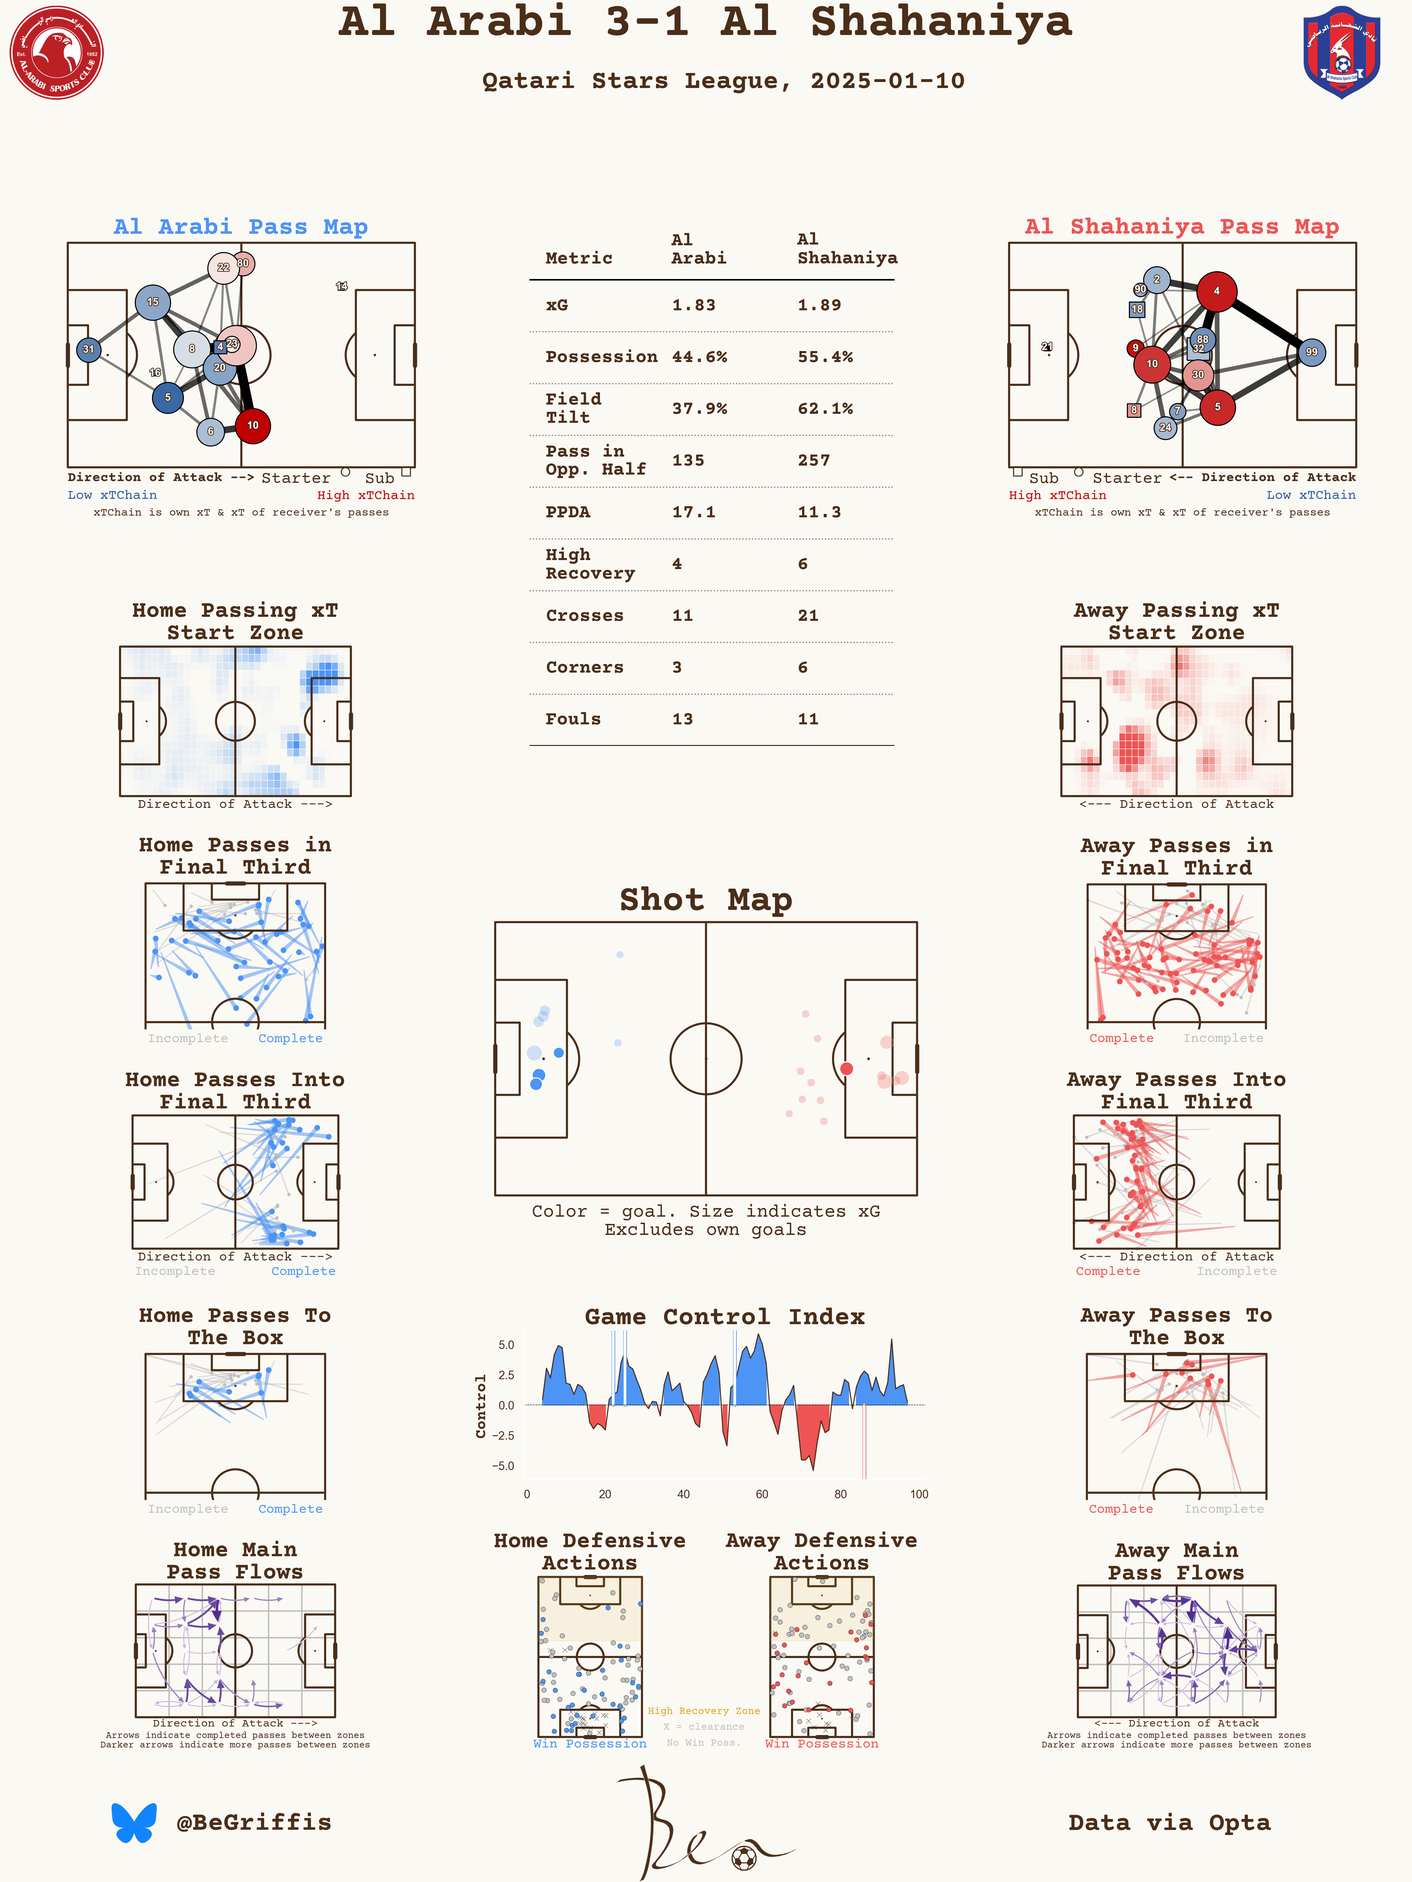 Al Arabi 3-1 Al Shahaniya
Qatari Stars League, 2025-01-10
Est. 1952
AL-ARABI SPORTS CLUB
Al Arabi Pass Map
22
80
14
15
31
8
4
23
16
20
5
6
10
Direction of Attack --> Starter Sub
Low xTChain High xTChain
xTChain is own xT & xT of receiver's passes
Metric Al Arabi Al Shahaniya
xG 1.83 1.89
Possession 44.6% 55.4%
Field Tilt 37.9% 62.1%
Pass in Opp. Half 135 257
PPDA 17.1 11.3
High Recovery 4 6
Crosses 11 21
Corners 3 6
Fouls 13 11
Al Shahaniya Pass Map
2
90
4
18
21
9
88
32
99
10
30
8
7
5
24
Sub Starter <-- Direction of Attack
High xTChain Low xTChain
xTChain is own xT & xT of receiver's passes
Home Passing xT
Start Zone
Direction of Attack --->
Away Passing xT
Start Zone
<--- Direction of Attack
Home Passes in
Final Third
Incomplete Complete
Away Passes in
Final Third
Complete Incomplete
Shot Map
Color = goal. Size indicates xG
Excludes own goals
Home Passes Into
Final Third
Direction of Attack --->
Incomplete Complete
Away Passes Into
Final Third
<--- Direction of Attack
Complete Incomplete
Home Passes To
The Box
Incomplete Complete
Game Control Index
Control
5.0
2.5
0.0
−2.5
−5.0
0 20 40 60 80 100
Away Passes To
The Box
Complete Incomplete
Home Main
Pass Flows
Direction of Attack --->
Arrows indicate completed passes between zones
Darker arrows indicate more passes between zones
Home Defensive
Actions
Win Possession
Away Defensive
Actions
Win Possession
High Recovery Zone
X = clearance
No Win Poss.
Away Main
Pass Flows
<--- Direction of Attack
Arrows indicate completed passes between zones
Darker arrows indicate more passes between zones
@BeGriffis
Ben
Data via Opta